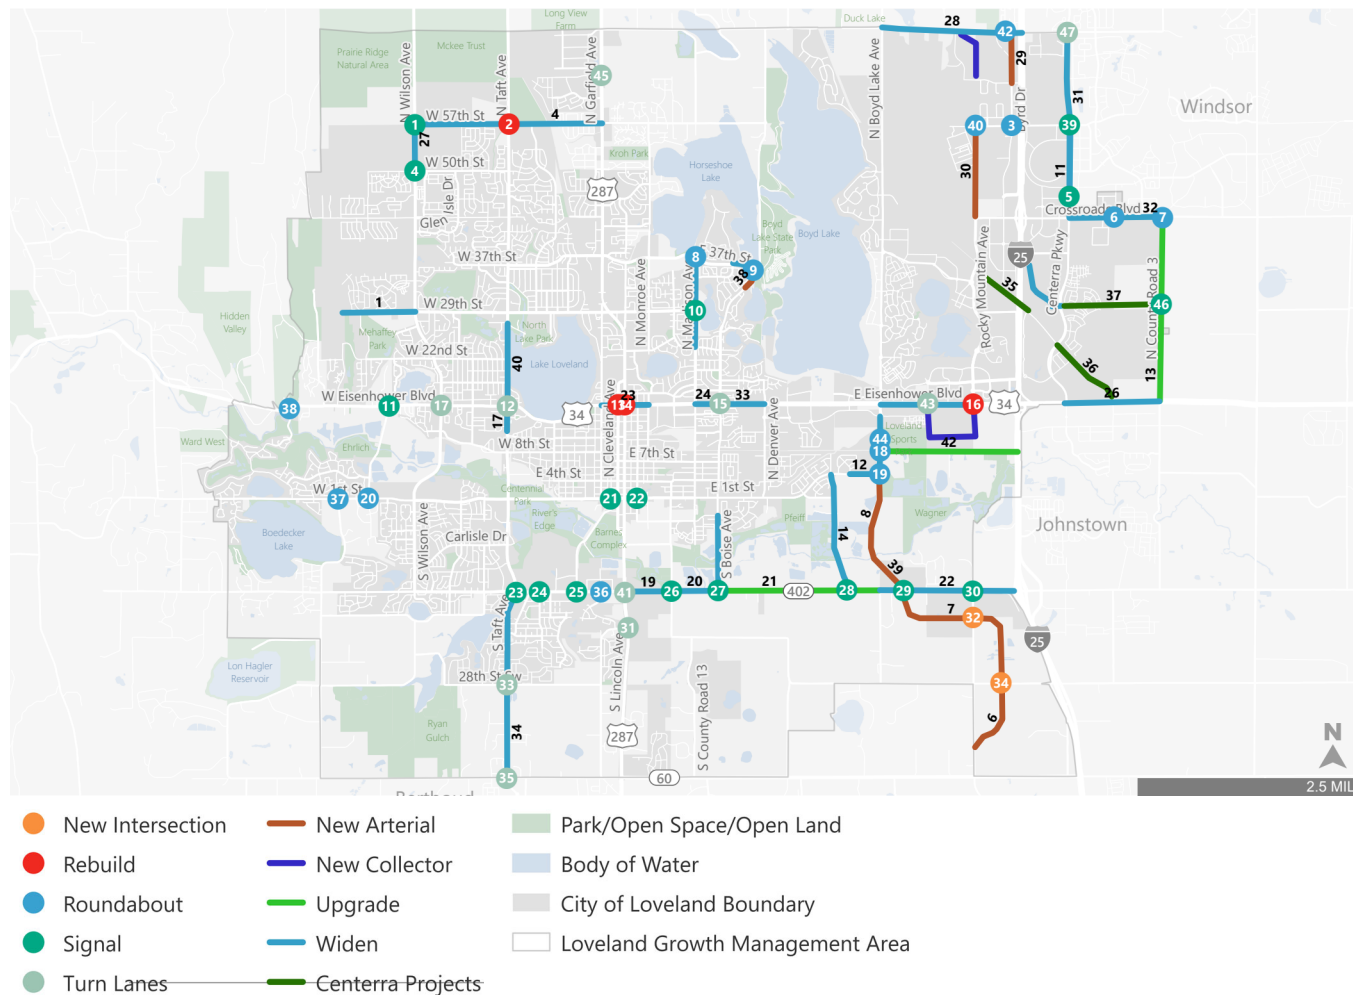 Long View
Farm
Duck Lake
28
42
47
Prairie Ridge
Natural Area
Mckee Trust
N Wilson Ave
N Taft Ave
N Garfield Ave
45
N Boyd Lake Ave
29
Byrd Dr
31
Windsor
W 57th St
4
1
2
27
40
3
39
W 50th St
4
Kroh Park
Horseshoe
Lake
30
11
287
Glen Isle Dr
5
Crossroads Blvd
32
6
7
Boyd
Lake State
Park
Boyd Lake
W 37th St
8
E 37th St
9
38
25
Rocky Mountain Ave
Centerra Pkwy
N County Road 3
N Monroe Ave
N Madison Ave
35
37
46
Hidden
Valley
1
W 29th St
10
Mehaffey
Park
North
Lake Park
W 22nd St
40
Lake Loveland
36
13
W Eisenhower Blvd
23
24
33
E Eisenhower Blvd
26
38
11
17
12
34
14
15
43
16
34
17
N Cleveland Ave
N Denver Ave
Ward West
Ehrlich
W 8th St
E 7th St
44
Loveland
Sports
42
18
E 4th St
12
19
W 1st St
37
20
Centennial
Park
21
22
E 1st St
River's
Edge
8
Pfeiff
Wagner
Johnstown
Boedecker
Lake
S Wilson Ave
Carlisle Dr
Barnes
Complex
S Boise Ave
14
39
23
24
25
36
41
19
26
20
27
21
402
28
29
22
30
S Taft Ave
31
7
32
25
Lon Hagler
Reservoir
28th St Sw
33
S Lincoln Ave
S County Road 13
34
Ryan
Gulch
34
287
6
N
35
60
2.5 MIL
New Intersection
New Arterial
Park/Open Space/Open Land
Rebuild
New Collector
Body of Water
Roundabout
Upgrade
City of Loveland Boundary
Signal
Widen
Loveland Growth Management Area
Turn Lanes
Centerra Projects